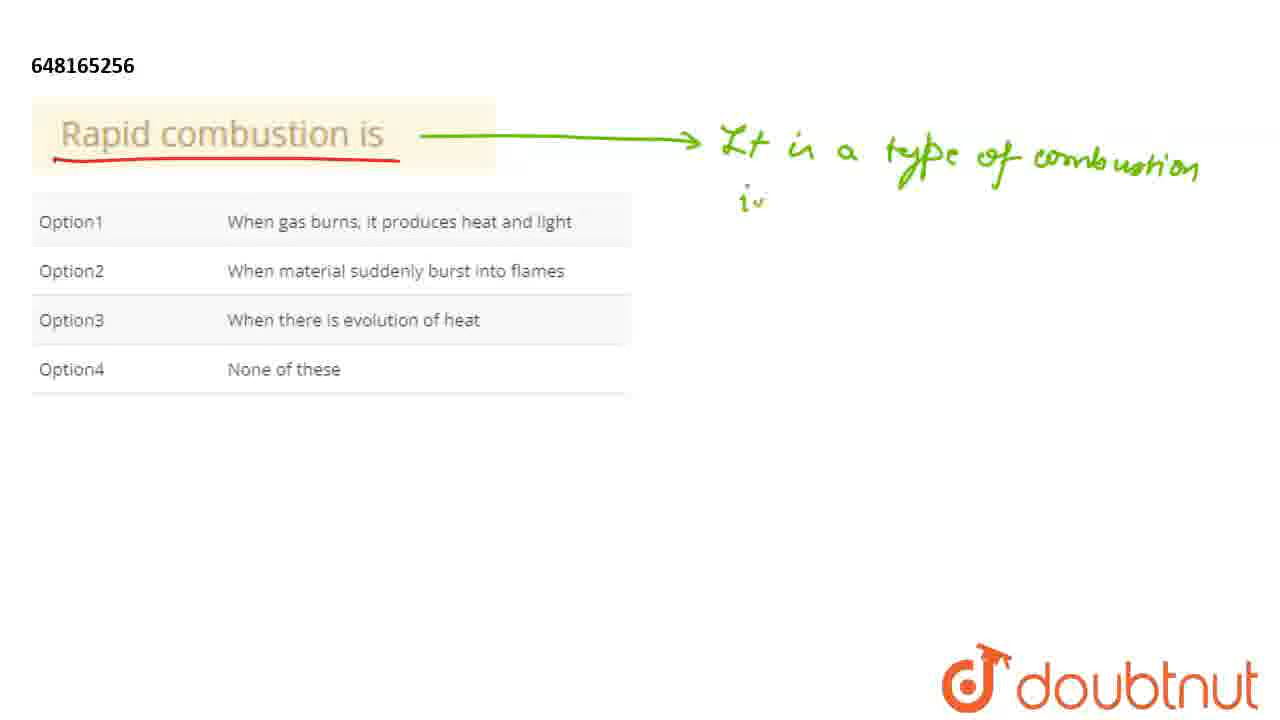 648165256
Rapid combustion is
It is a type of combustion
Option1 When gas burns, it produces heat and light
Option2 When material suddenly burst into flames
Option3 When there is evolution of heat
Option4 None of these
doubtnut